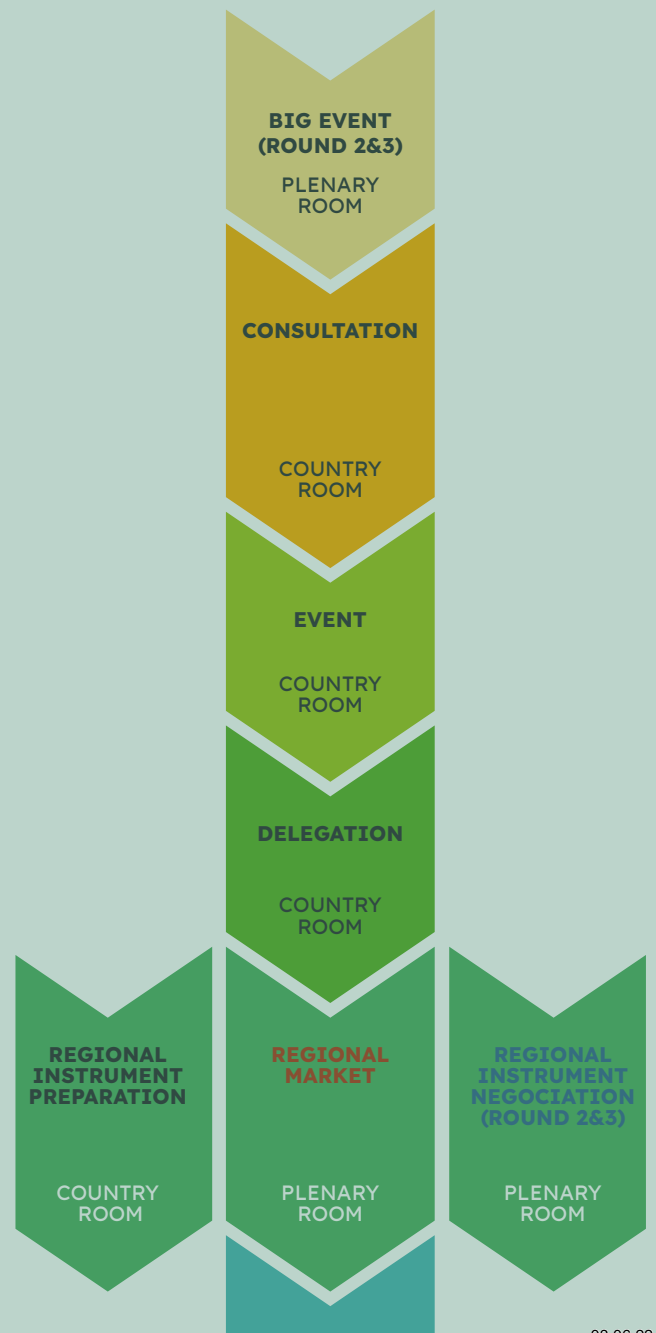 BIG EVENT
(ROUND 2&3)
PLENARY
ROOM
CONSULTATION
COUNTRY
ROOM
EVENT
COUNTRY
ROOM
DELEGATION
COUNTRY
ROOM
REGIONAL
INSTRUMENT
PREPARATION
COUNTRY
ROOM
REGIONAL
MARKET
PLENARY
ROOM
REGIONAL
INSTRUMENT
NEGOCIATION
(ROUND 2&3)
PLENARY
ROOM